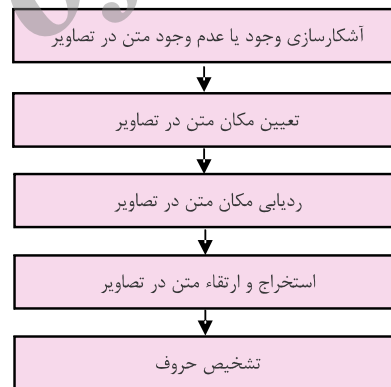 آشکارسازی وجود یا عدم وجود متن در تصاویر
تعیین مکان متن در تصاویر
ردیابی مکان متن در تصاویر
استخراج و ارتقاء متن در تصاویر
تشخیص حروف